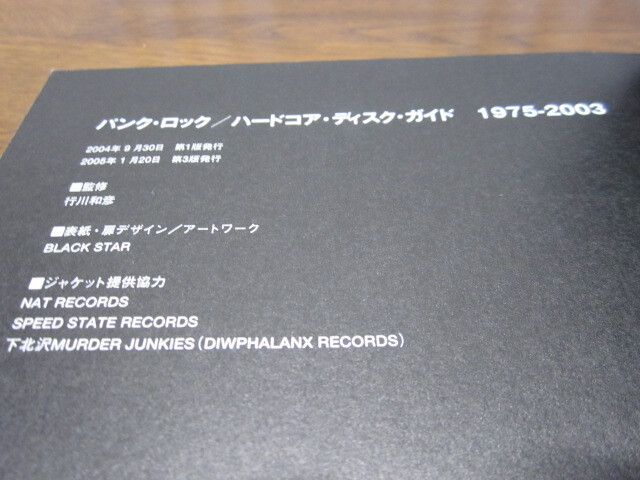 パンク・ロック／ハードコア・ディスク・ガイド 1975-2003
2004年 9月30日 第1版発行
2005年 1月20日 第3版発行
■監修
行川和彦
■表紙・扉デザイン／アートワーク
BLACK STAR
■ジャケット提供協力
NAT RECORDS
SPEED STATE RECORDS
下北沢MURDER JUNKIES（DIWPHALANX RECORDS）